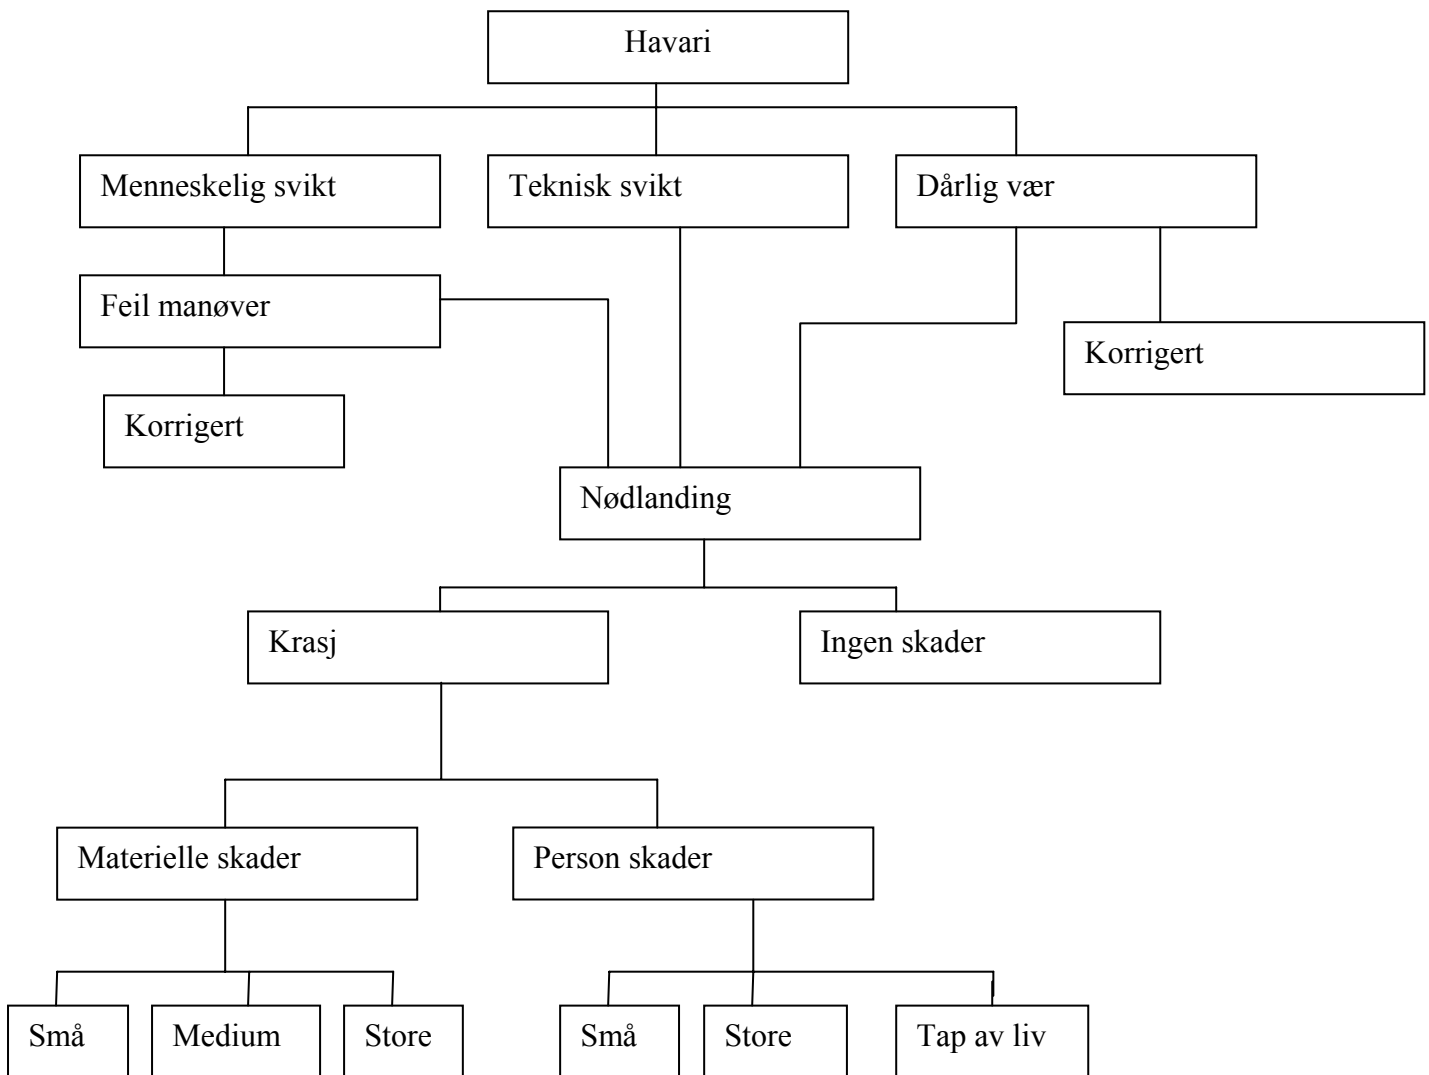 Havari
Menneskelig svikt
Teknisk svikt
Dårlig vær
Feil manøver
Korrigert
Korrigert
Nødlanding
Krasj
Ingen skader
Materielle skader
Person skader
Små
Medium
Store
Små
Store
Tap av liv